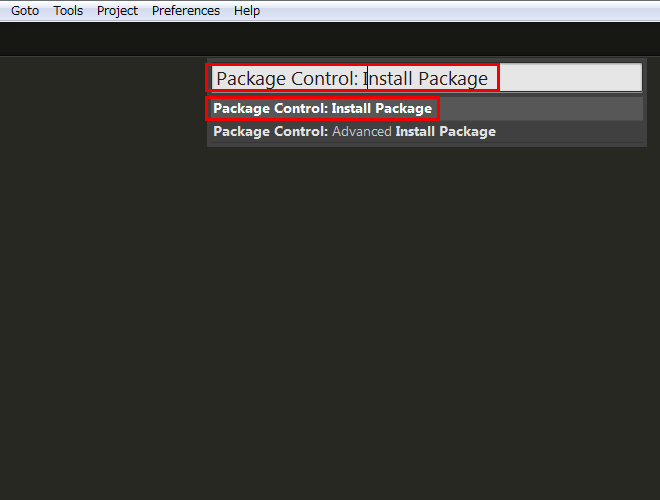 Goto Tools Project Preferences Help
Package Control: Install Package
Package Control: Install Package
Package Control: Advanced Install Package